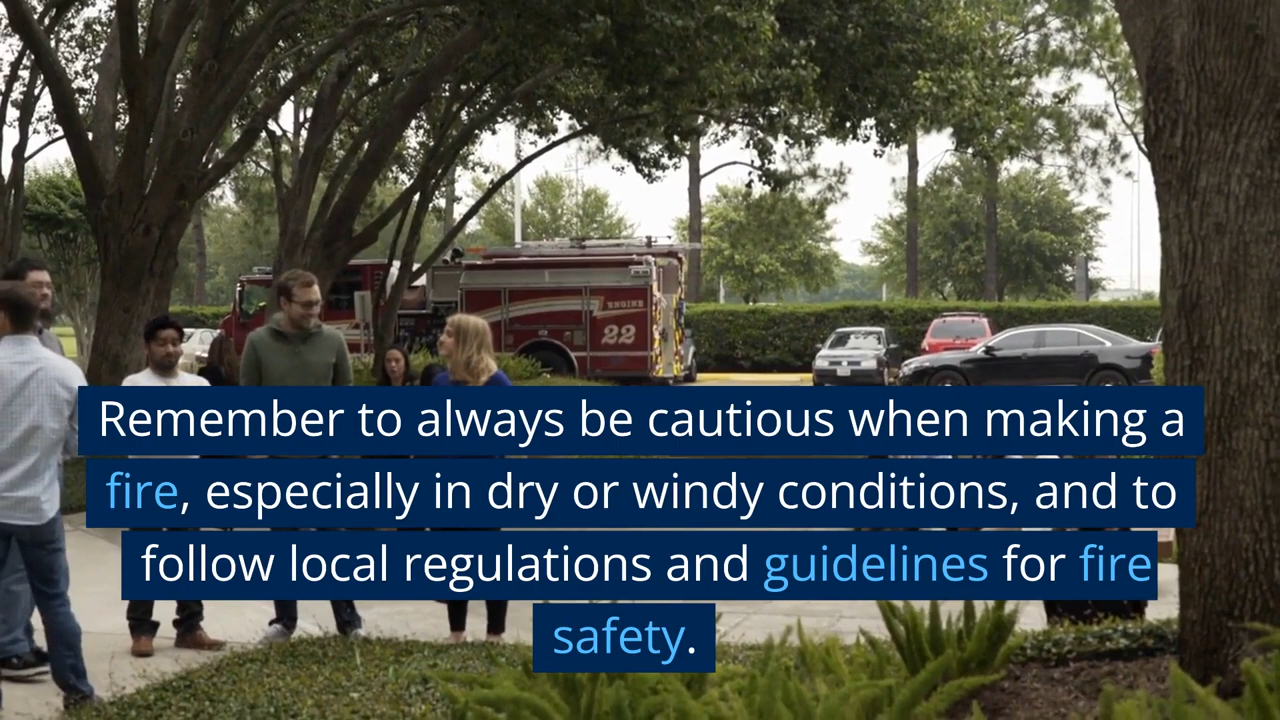 ENGINE
22
Remember to always be cautious when making a
fire, especially in dry or windy conditions, and to
follow local regulations and guidelines for fire
safety.